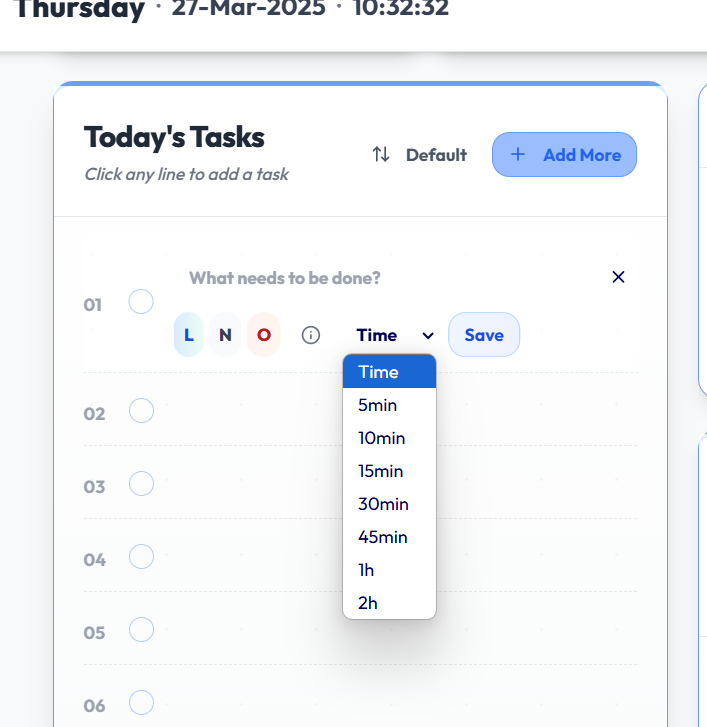 Thursday · 27-Mar-2025 · 10:32:32
Today's Tasks
Click any line to add a task
Default
+ Add More
What needs to be done?
01
L N O Time Save
Time
5min
10min
15min
30min
45min
1h
2h
02
03
04
05
06